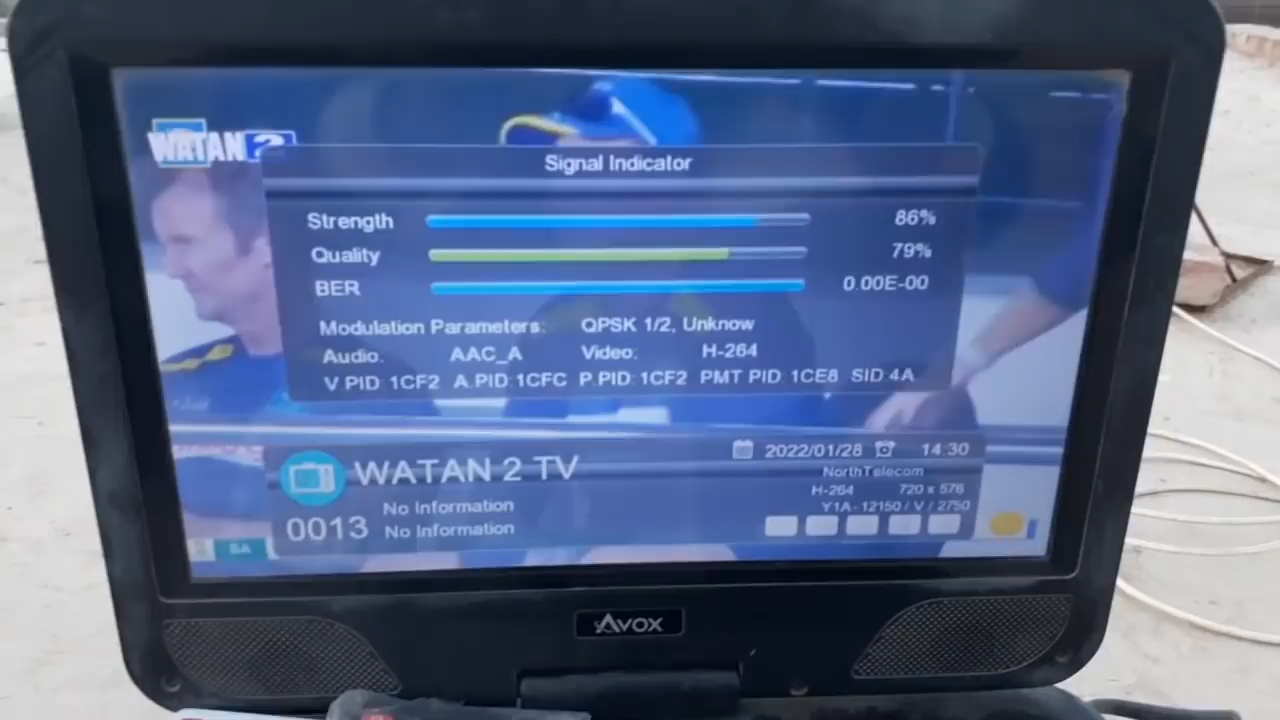 WATAN 2
Signal Indicator
Strength 86%
Quality 79%
BER 0.00E-00
Modulation Parameters: QPSK 1/2, Unknow
Audio: AAC_A Video: H-264
V.PID:1CF2 A.PID:1CFC P.PID:1CF2 PMT PID:1CE8 SID:4A
2022/01/28 14:30
WATAN 2 TV
NorthTelecom
H-264 720 x 576
No Information
Y1A - 12150 / V / 2750
0013 No Information
SA
AVOX